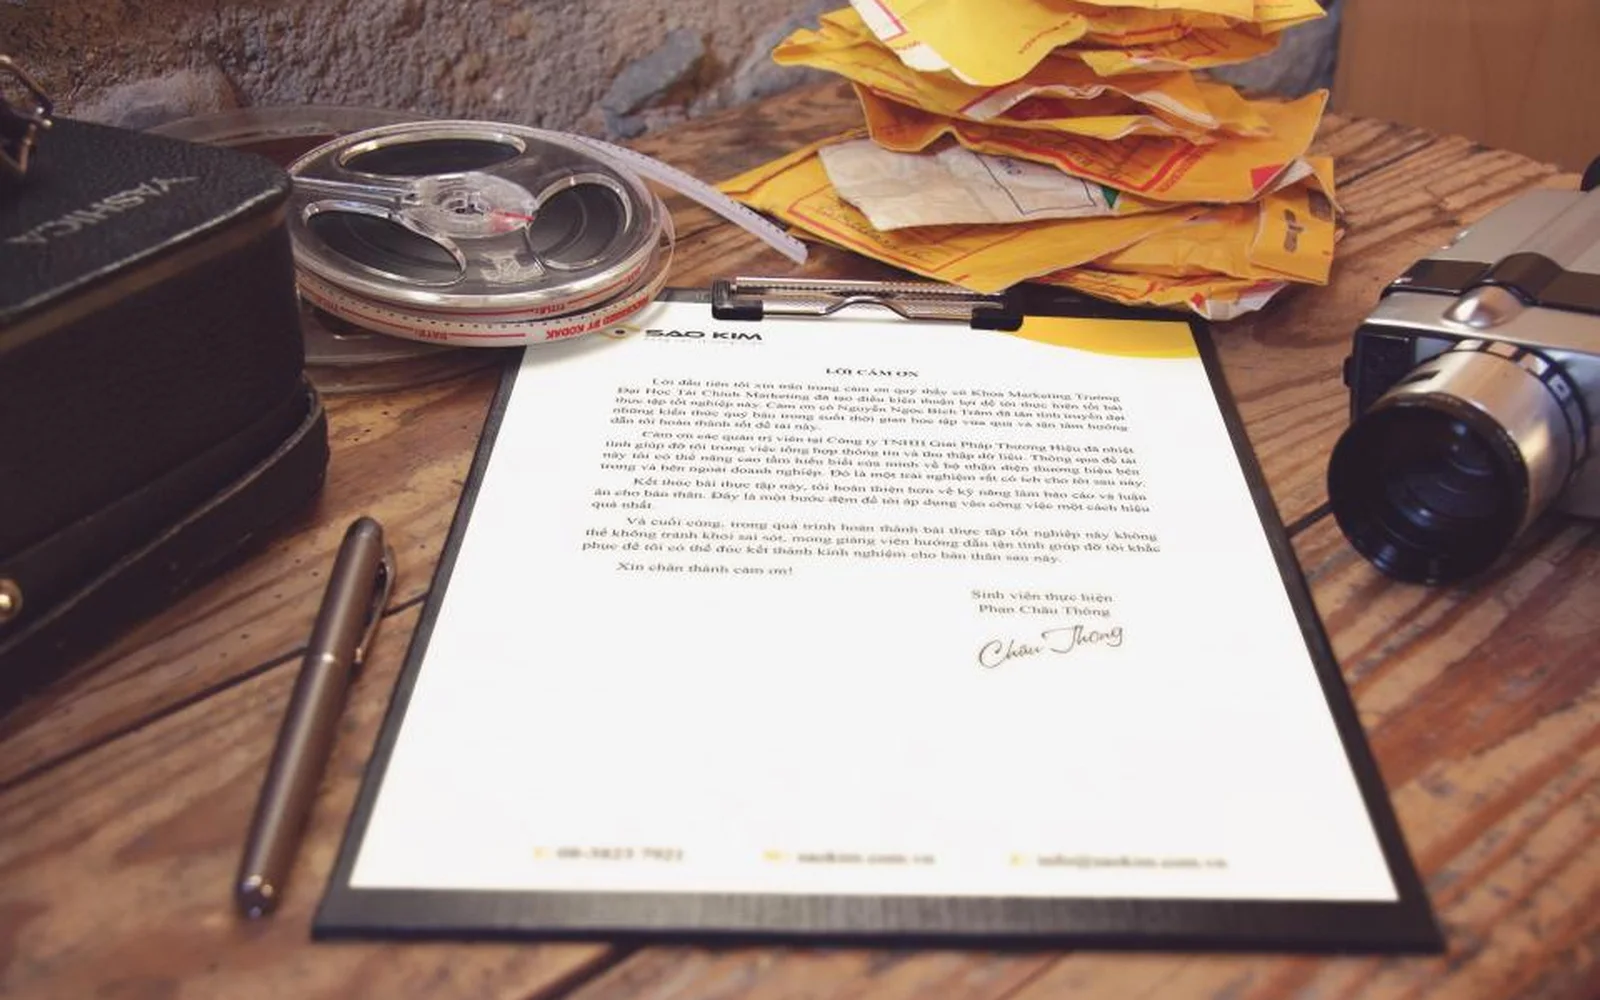 YASHICA
TITLE:
DATE:
PROCESSED BY KODAK
SAO KIM
LỜI CẢM ƠN
Lời đầu tiên tôi xin trân trọng cảm ơn quý thầy cô Khoa Marketing Trường
Đại Học Tài Chính Marketing đã tạo điều kiện thuận lợi để tôi thực hiện tốt bài
thực tập tốt nghiệp này. Cảm ơn cô Nguyễn Ngọc Bích Trâm đã tận tình truyền đạt
những kiến thức quý báu trong suốt thời gian học tập vừa qua và tận tâm hướng
dẫn tôi hoàn thành tốt đề tài này.
Cảm ơn các quản trị viên tại Công ty TNHH Giải Pháp Thương Hiệu đã nhiệt
tình giúp đỡ tôi trong việc tổng hợp thông tin và thu thập dữ liệu. Thông qua đề tài
này tôi có thể nâng cao tầm hiểu biết của mình về bộ nhận diện thương hiệu bên
trong và bên ngoài doanh nghiệp. Đó là một trải nghiệm rất có ích cho tôi sau này.
Kết thúc bài thực tập này, tôi hoàn thiện hơn về kỹ năng làm báo cáo và luận
án cho bản thân. Đây là một bước đệm để tôi áp dụng vào công việc một cách hiệu
quả nhất.
Và cuối cùng, trong quá trình hoàn thành bài thực tập tốt nghiệp này không
thể không tránh khỏi sai sót, mong giảng viên hướng dẫn tận tình giúp đỡ tôi khắc
phục để tôi có thể đúc kết thành kinh nghiệm cho bản thân sau này.
Xin chân thành cảm ơn!
Sinh viên thực hiện
Phan Châu Thông
Châu Thông
saokim.com.vn
info@saokim.com.vn